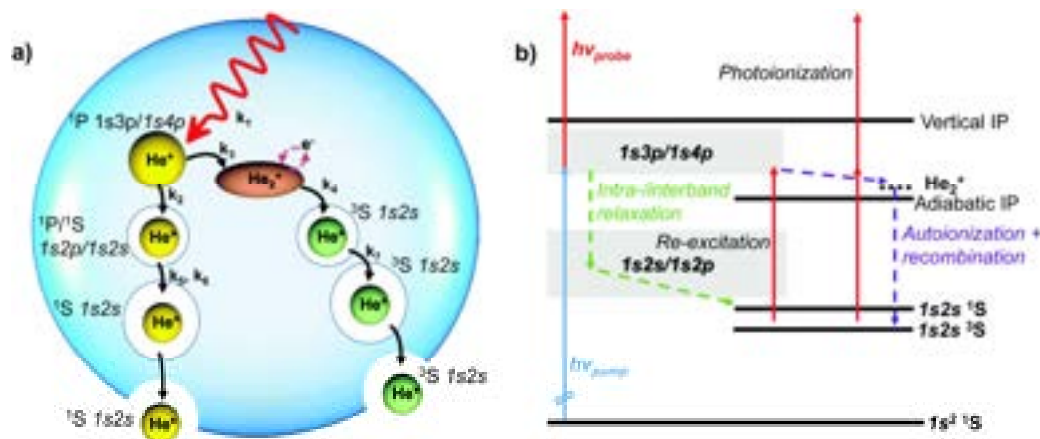 a)
¹P 1s3p/1s4p
k₁
He*
k₃
e⁻
He₂⁺
k₂
k₄
¹P/¹S
1s2p/1s2s
He*
³S 1s2s
He*
k₅, k₆
k₇
³S 1s2s
¹S 1s2s
He*
He*
³S 1s2s
He*
¹S 1s2s
He*
b)
hν_probe
Photoionization
Vertical IP
1s3p/1s4p
He₂⁺
Adiabatic IP
Intra-/interband
relaxation
Autoionization +
recombination
Re-excitation
1s2s/1s2p
1s2s ¹S
1s2s ³S
hν_pump
1s² ¹S